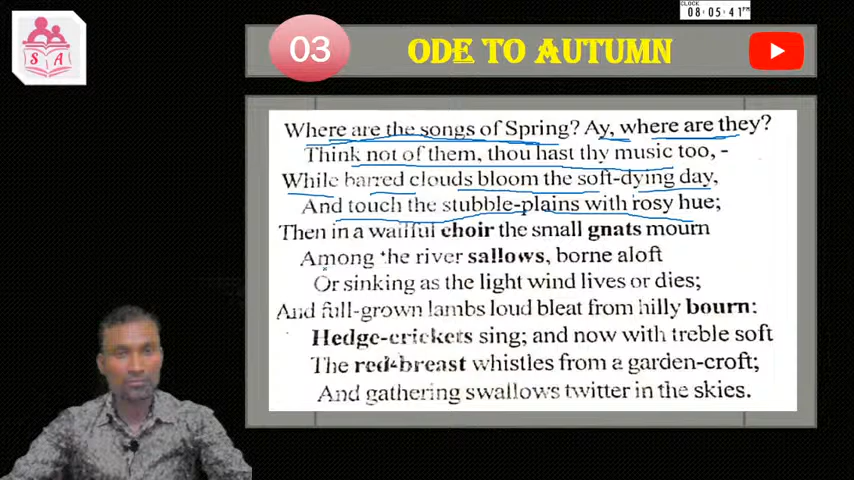 CLOCK
08:05:41PM
S A
03
ODE TO AUTUMN
Where are the songs of Spring? Ay, where are they?
Think not of them, thou hast thy music too, -
While barred clouds bloom the soft-dying day,
And touch the stubble-plains with rosy hue;
Then in a wailful choir the small gnats mourn
Among the river sallows, borne aloft
Or sinking as the light wind lives or dies;
And full-grown lambs loud bleat from hilly bourn:
Hedge-crickets sing; and now with treble soft
The red-breast whistles from a garden-croft;
And gathering swallows twitter in the skies.